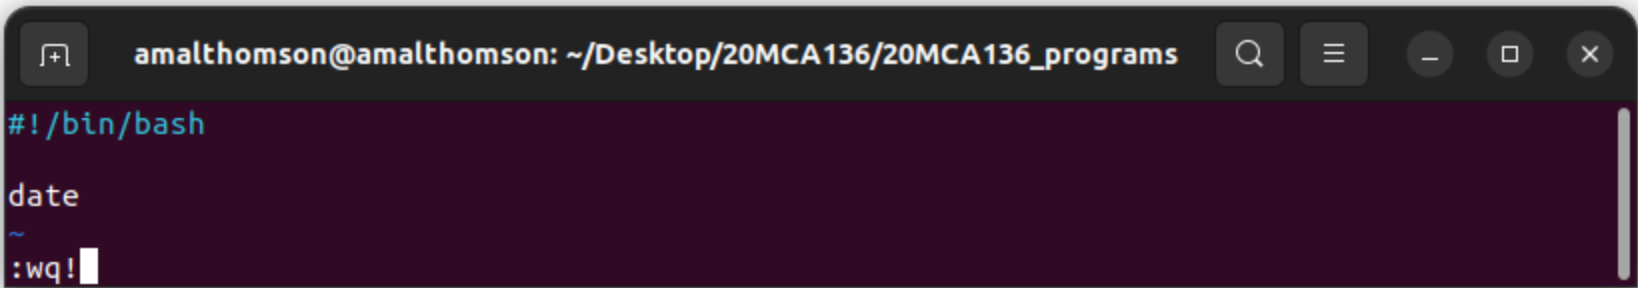 amalthomson@amalthomson: ~/Desktop/20MCA136/20MCA136_programs
#!/bin/bash
date
~
:wq!